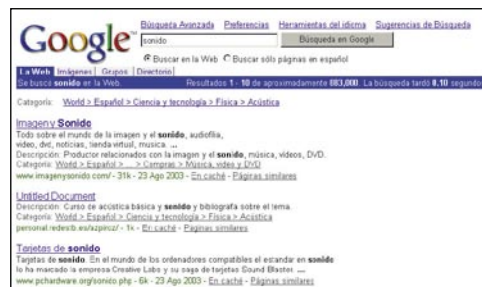 Búsqueda Avanzada Preferencias Herramientas del idioma Sugerencias de Búsqueda
Google™
sonido Búsqueda en Google
Buscar en la Web Buscar sólo páginas en español
La Web Imágenes Grupos Directorio
Se buscó sonido en la Web. Resultados 1 - 10 de aproximadamente 883,000. La búsqueda tardó 0,10 segundo
Categoría: World > Español > Ciencia y tecnología > Física > Acústica
Imagen y Sonido
Todo sobre el mundo de la imagen y el sonido, audiofilia,
video, dvd, noticias, tienda virtual, musica. ...
Descripción: Productor relacionados con la imagen y el sonido, música, vídeos, DVD.
Categoría: World > Español > ... > Compras > Música, vídeo y DVD
www.imagenysonido.com/ - 31k - 23 Ago 2003 - En caché - Páginas similares
Untitled Document
Descripción: Curso de acústica básica y sonido y bibliografa sobre el tema.
Categoría: World > Español > Ciencia y tecnología > Física > Acústica
personal.redestb.es/azpiroz/ - 1k - En caché - Páginas similares
Tarjetas de sonido
Tarjetas de sonido. En el mundo de los ordenadores compatibles el estandar en sonido
lo ha marcado la empresa Creative Labs y su saga de tarjetas Sound Blaster. ...
www.pchardware.org/sonido.php - 6k - 23 Ago 2003 - En caché - Páginas similares